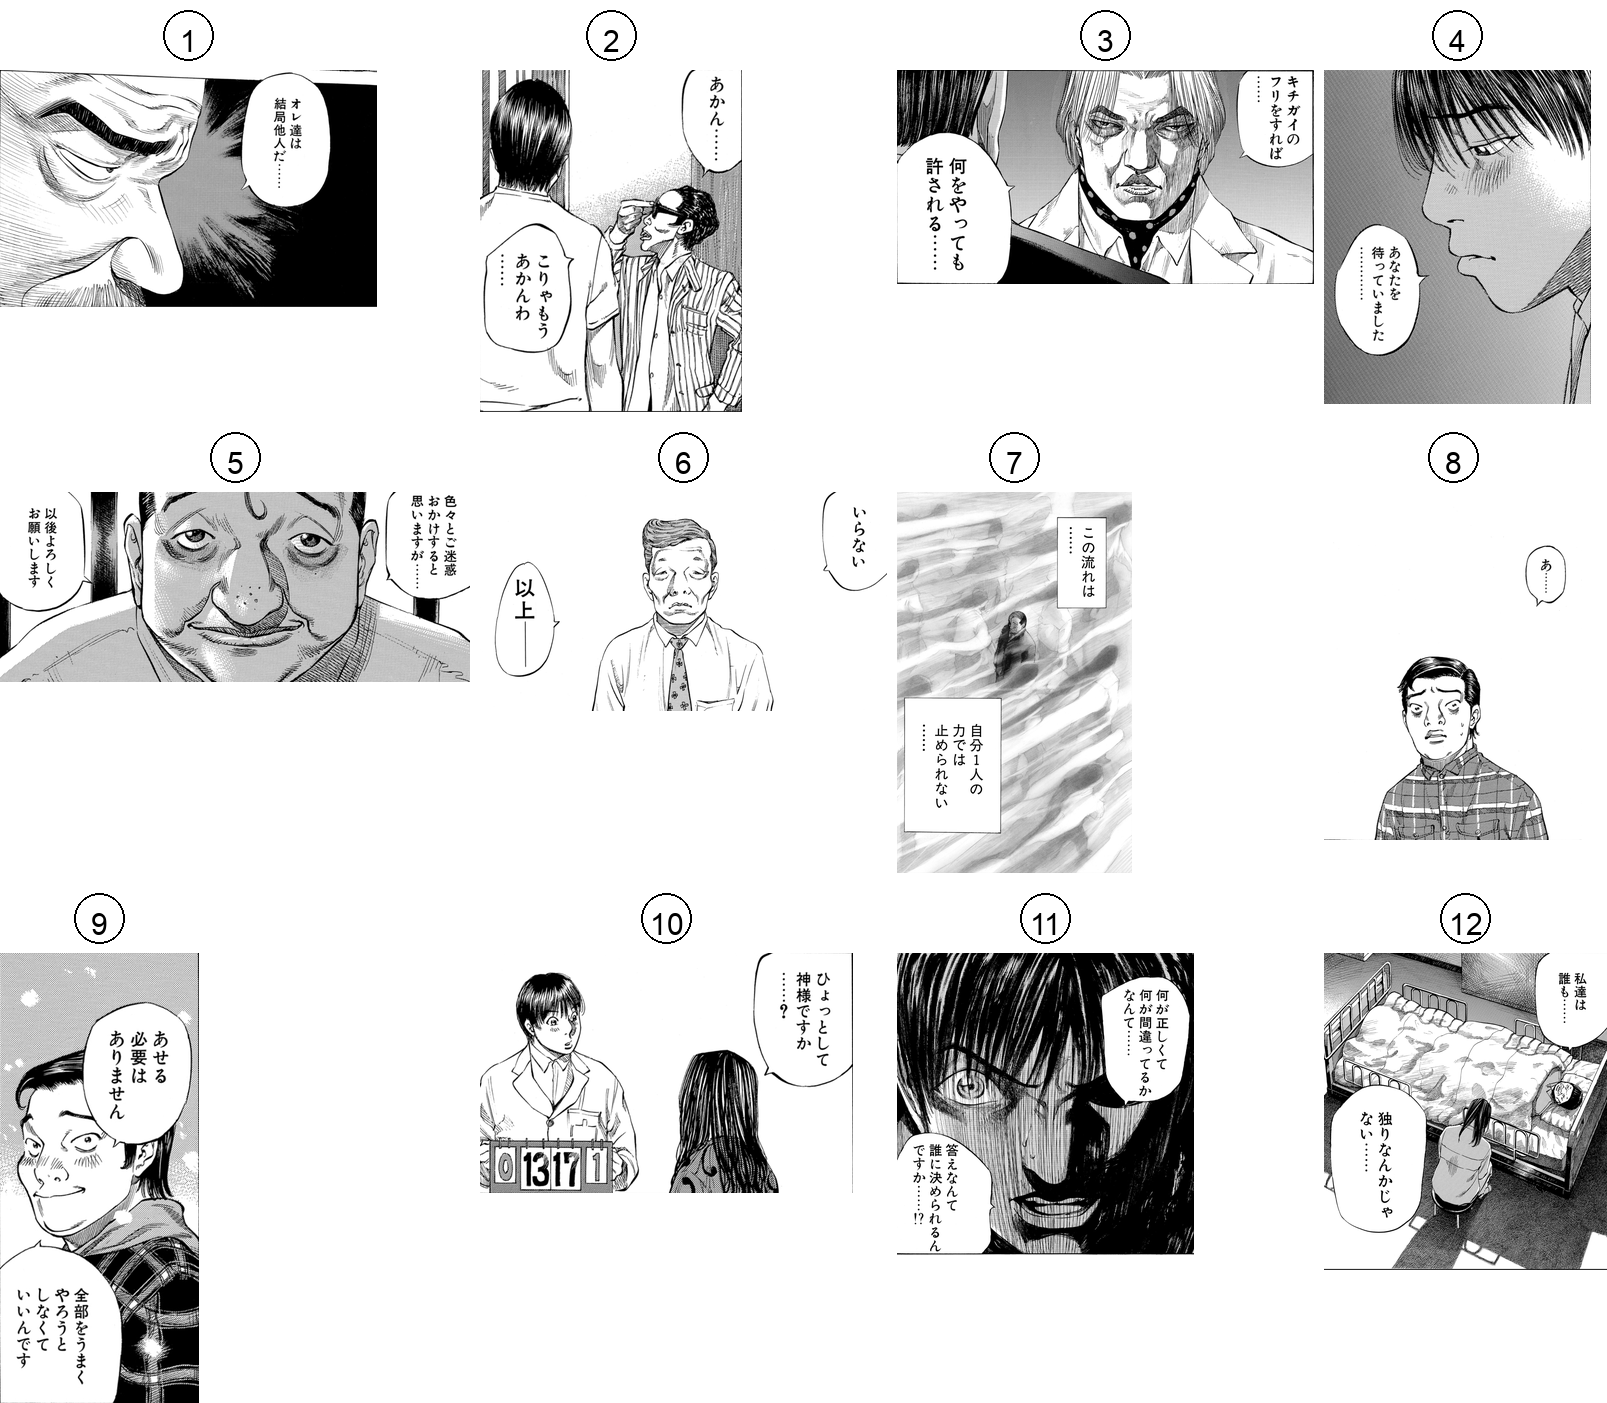 1
オレ達は
結局他人だ……
2
あかん……
こりゃもう
あかんわ
……
3
キチガイの
フリをすれば
……
何をやっても
許される……
4
あなたを
待っていました
…………
5
色々とご迷惑
おかけすると
思いますが……
以後よろしく
お願いします
6
いらない
以上―
7
この流れは
……
自分1人の
力では
止められない
……
8
あ……
9
あせる
必要は
ありません
全部をうまく
やろうと
しなくて
いいんです
10
ひょっとして
神様ですか
……?
0 13 17 1
11
何が正しくて
何が間違ってるか
なんて……
答えなんて
誰に決められるん
ですか……!?
12
私達は
誰も……
独りなんかじゃ
ない……